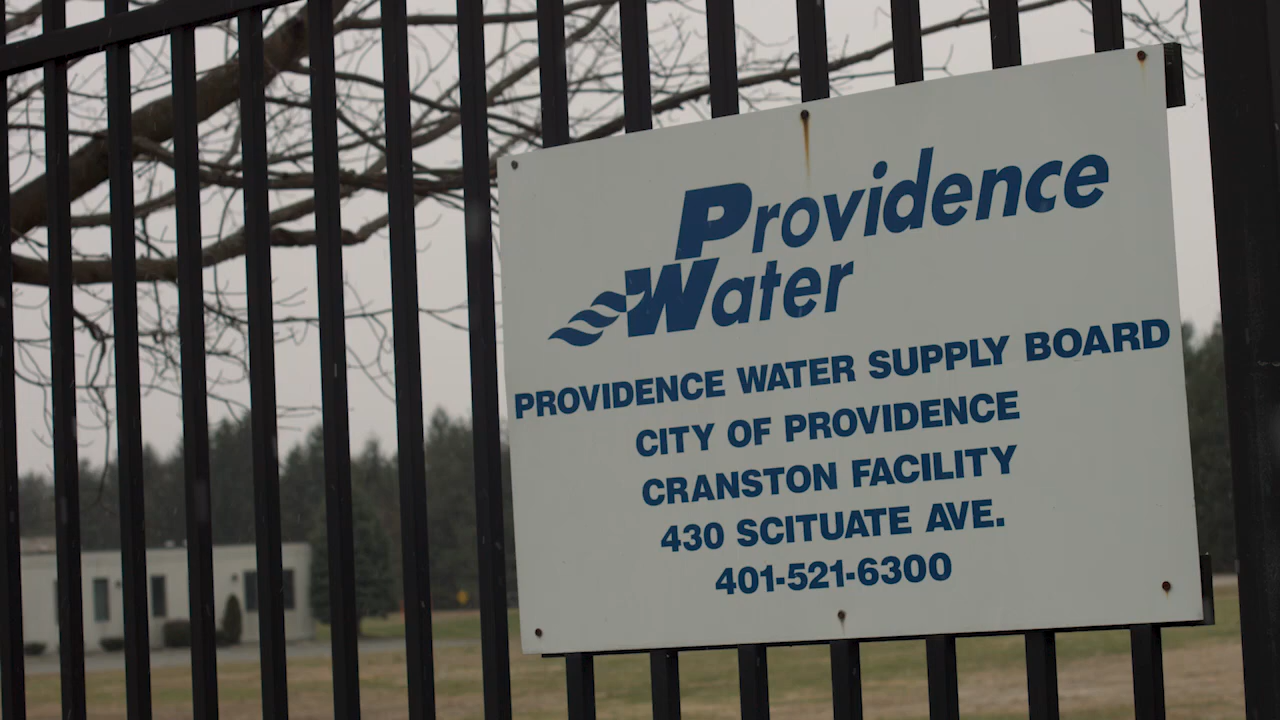 Providence
Water
PROVIDENCE WATER SUPPLY BOARD
CITY OF PROVIDENCE
CRANSTON FACILITY
430 SCITUATE AVE.
401-521-6300